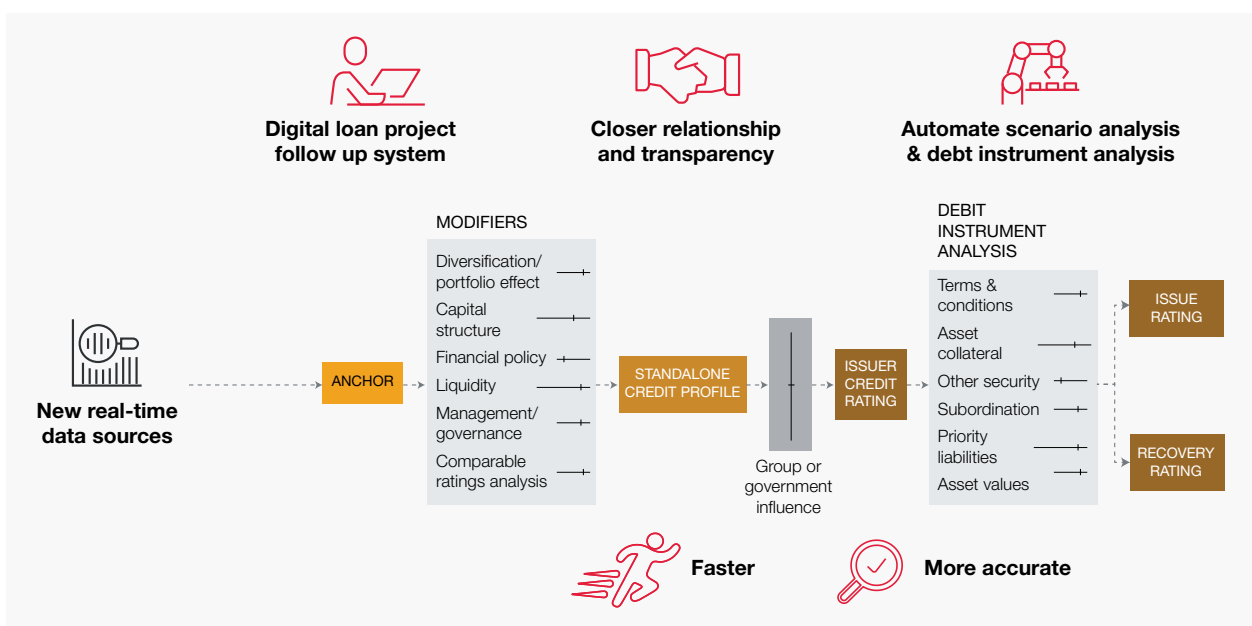 Digital loan project
follow up system
Closer relationship
and transparency
Automate scenario analysis
& debt instrument analysis
New real-time
data sources
ANCHOR
MODIFIERS
Diversification/
portfolio effect
Capital
structure
Financial policy
Liquidity
Management/
governance
Comparable
ratings analysis
STANDALONE
CREDIT PROFILE
Group or
government
influence
ISSUER
CREDIT
RATING
DEBIT
INSTRUMENT
ANALYSIS
Terms &
conditions
Asset
collateral
Other security
Subordination
Priority
liabilities
Asset values
ISSUE
RATING
RECOVERY
RATING
Faster
More accurate